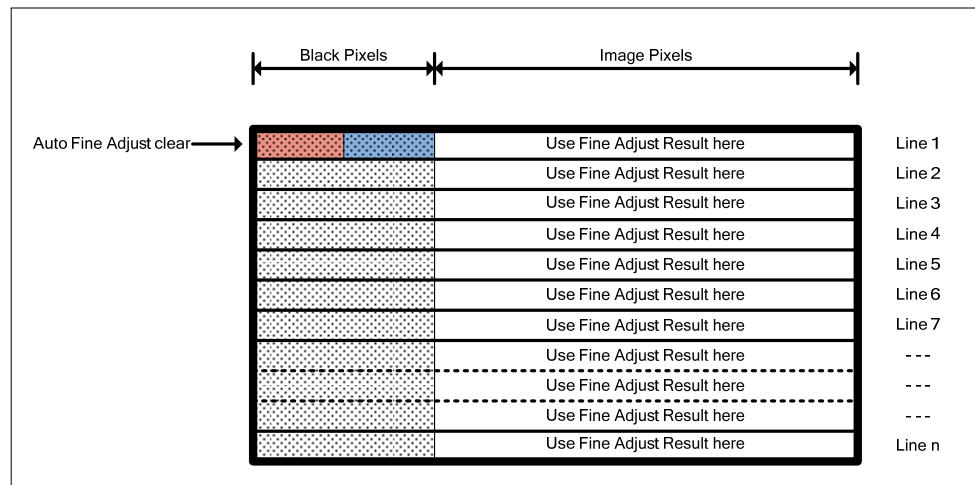 Black Pixels Image Pixels
Auto Fine Adjust clear Use Fine Adjust Result here Line 1
Use Fine Adjust Result here Line 2
Use Fine Adjust Result here Line 3
Use Fine Adjust Result here Line 4
Use Fine Adjust Result here Line 5
Use Fine Adjust Result here Line 6
Use Fine Adjust Result here Line 7
Use Fine Adjust Result here ---
Use Fine Adjust Result here ---
Use Fine Adjust Result here ---
Use Fine Adjust Result here Line n